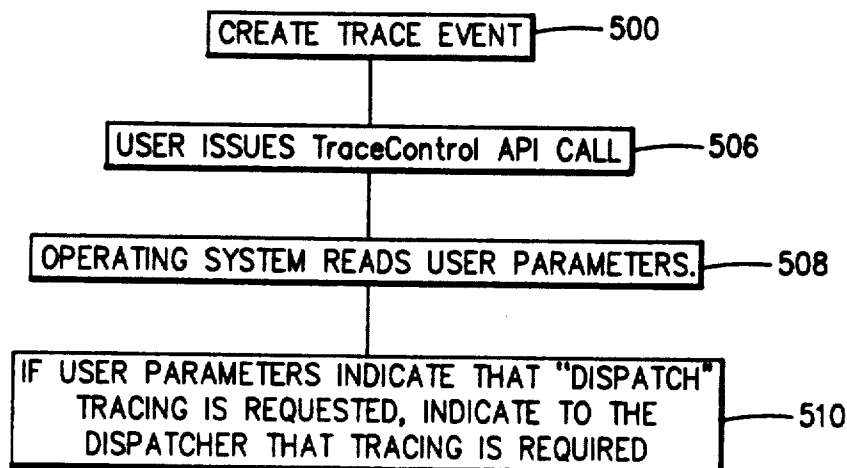 CREATE TRACE EVENT 500
USER ISSUES TraceControl API CALL 506
OPERATING SYSTEM READS USER PARAMETERS. 508
IF USER PARAMETERS INDICATE THAT "DISPATCH"
TRACING IS REQUESTED, INDICATE TO THE 510
DISPATCHER THAT TRACING IS REQUIRED